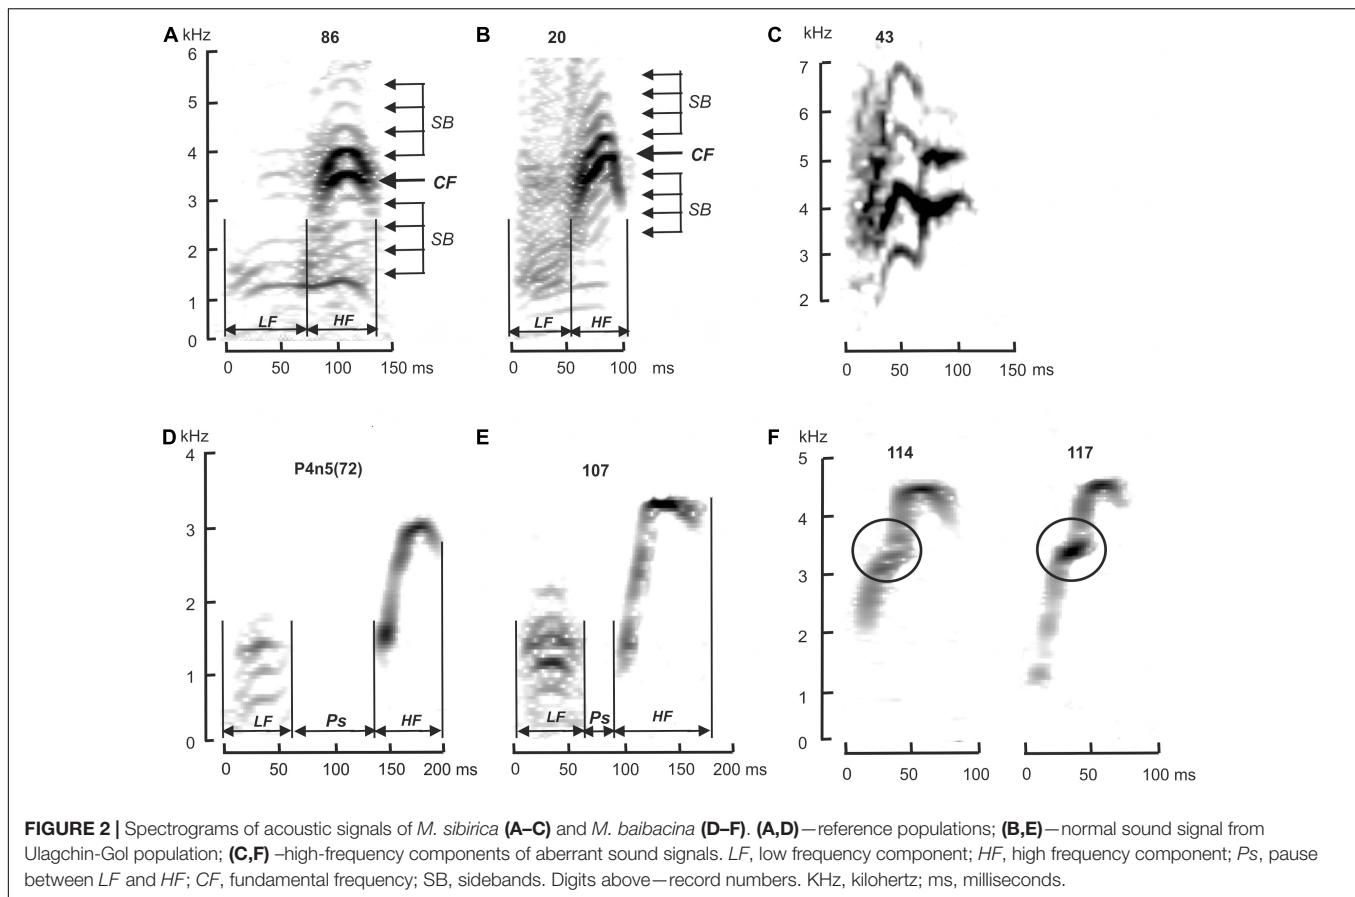 A kHz 86
6
5
4
3
2
1
0
SB
CF
SB
LF HF
0 50 100 150 ms
B 20
SB
CF
SB
LF HF
0 50 100 ms
C kHz 43
7
6
5
4
3
2
0 50 100 150 ms
D kHz
P4n5(72)
4
3
2
1
0
LF Ps HF
0 50 100 150 200 ms
E
107
LF Ps HF
0 50 100 150 200 ms
F kHz
114 117
5
4
3
2
1
0
0 50 100
0 50 100 ms
FIGURE 2 | Spectrograms of acoustic signals of M. sibirica (A–C) and M. baibacina (D–F). (A,D)—reference populations; (B,E)—normal sound signal from
Ulagchin-Gol population; (C,F) –high-frequency components of aberrant sound signals. LF, low frequency component; HF, high frequency component; Ps, pause
between LF and HF; CF, fundamental frequency; SB, sidebands. Digits above—record numbers. KHz, kilohertz; ms, milliseconds.